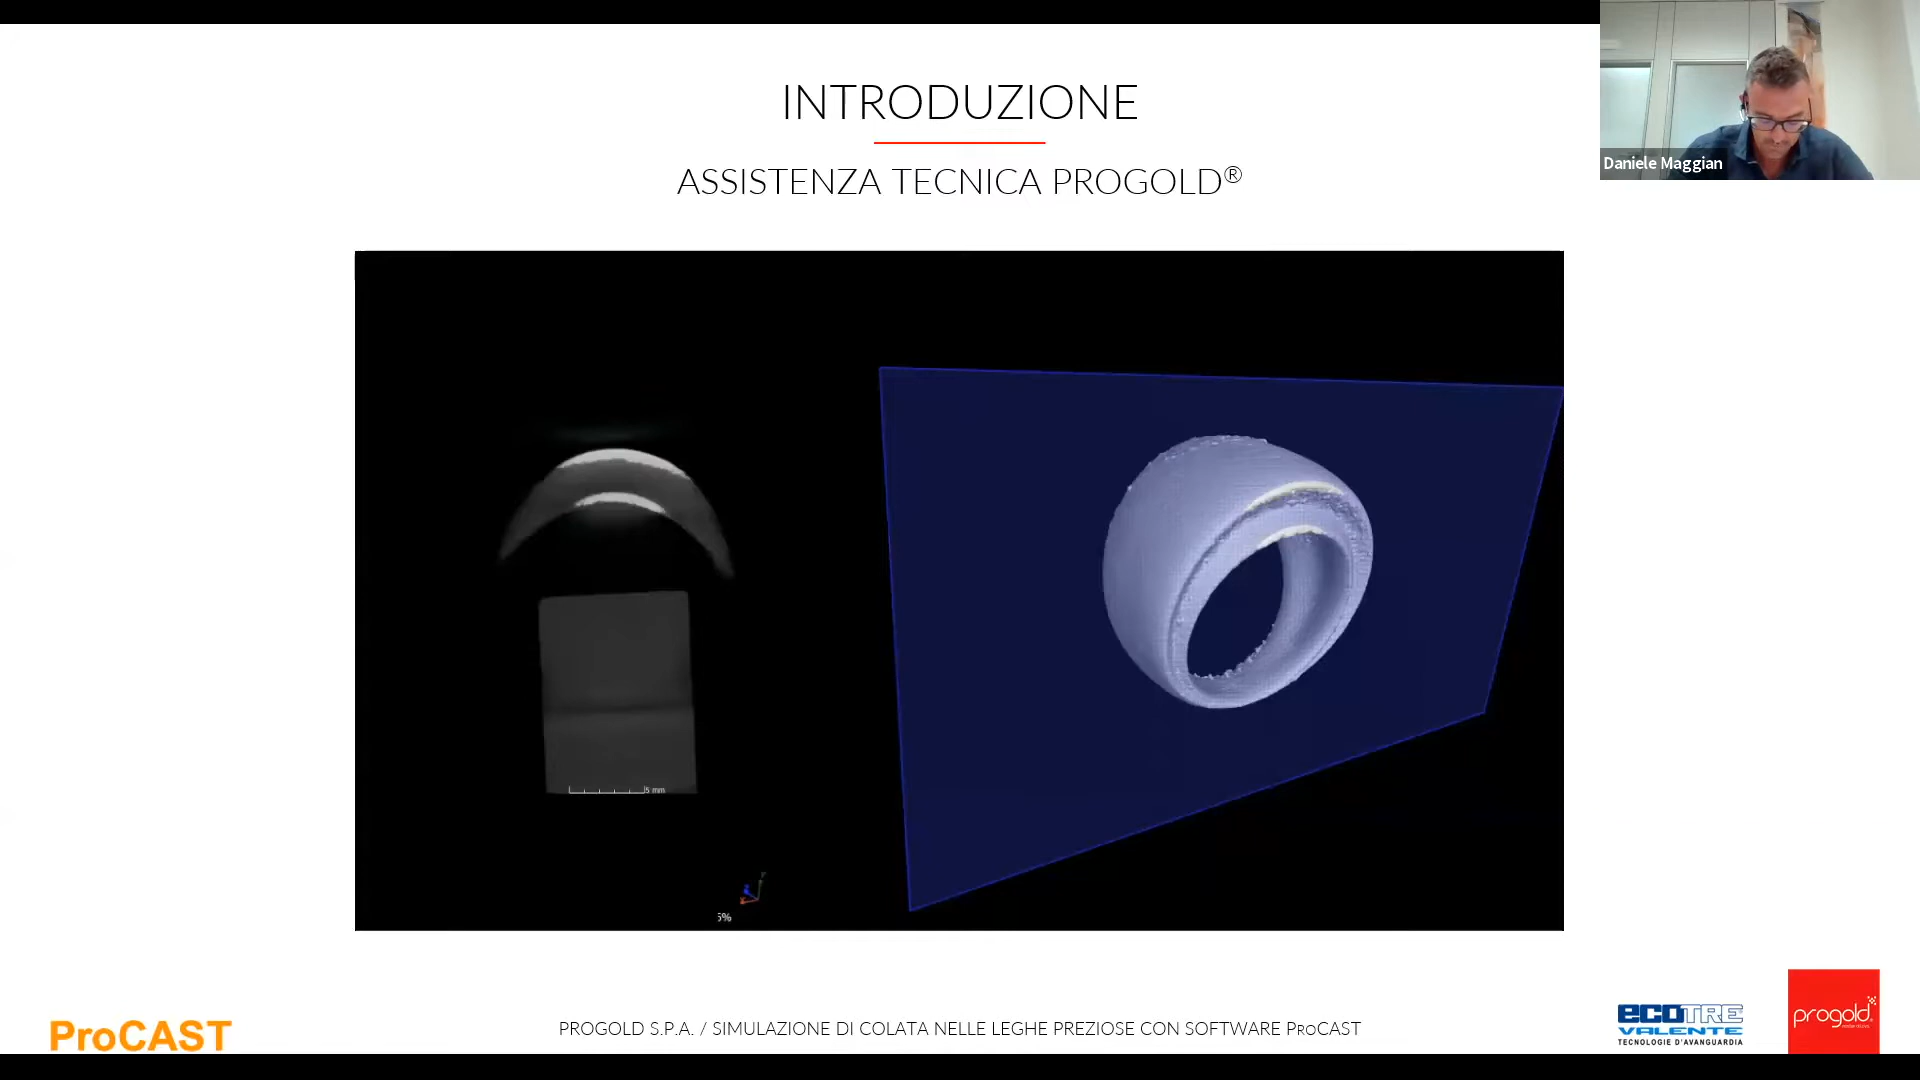 INTRODUZIONE
ASSISTENZA TECNICA PROGOLD®
Daniele Maggian
5 mm
5%
ProCAST
PROGOLD S.P.A. / SIMULAZIONE DI COLATA NELLE LEGHE PREZIOSE CON SOFTWARE PROCAST
ECOTRE
VALENTE
TECNOLOGIE D'AVANGUARDIA
progold